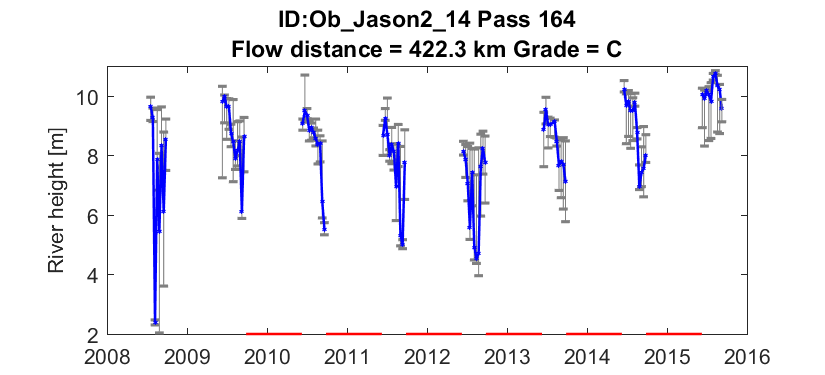 ID:Ob_Jason2_14 Pass 164
Flow distance = 422.3 km Grade = C
River height [m]
10
8
6
4
2
2008 2009 2010 2011 2012 2013 2014 2015 2016